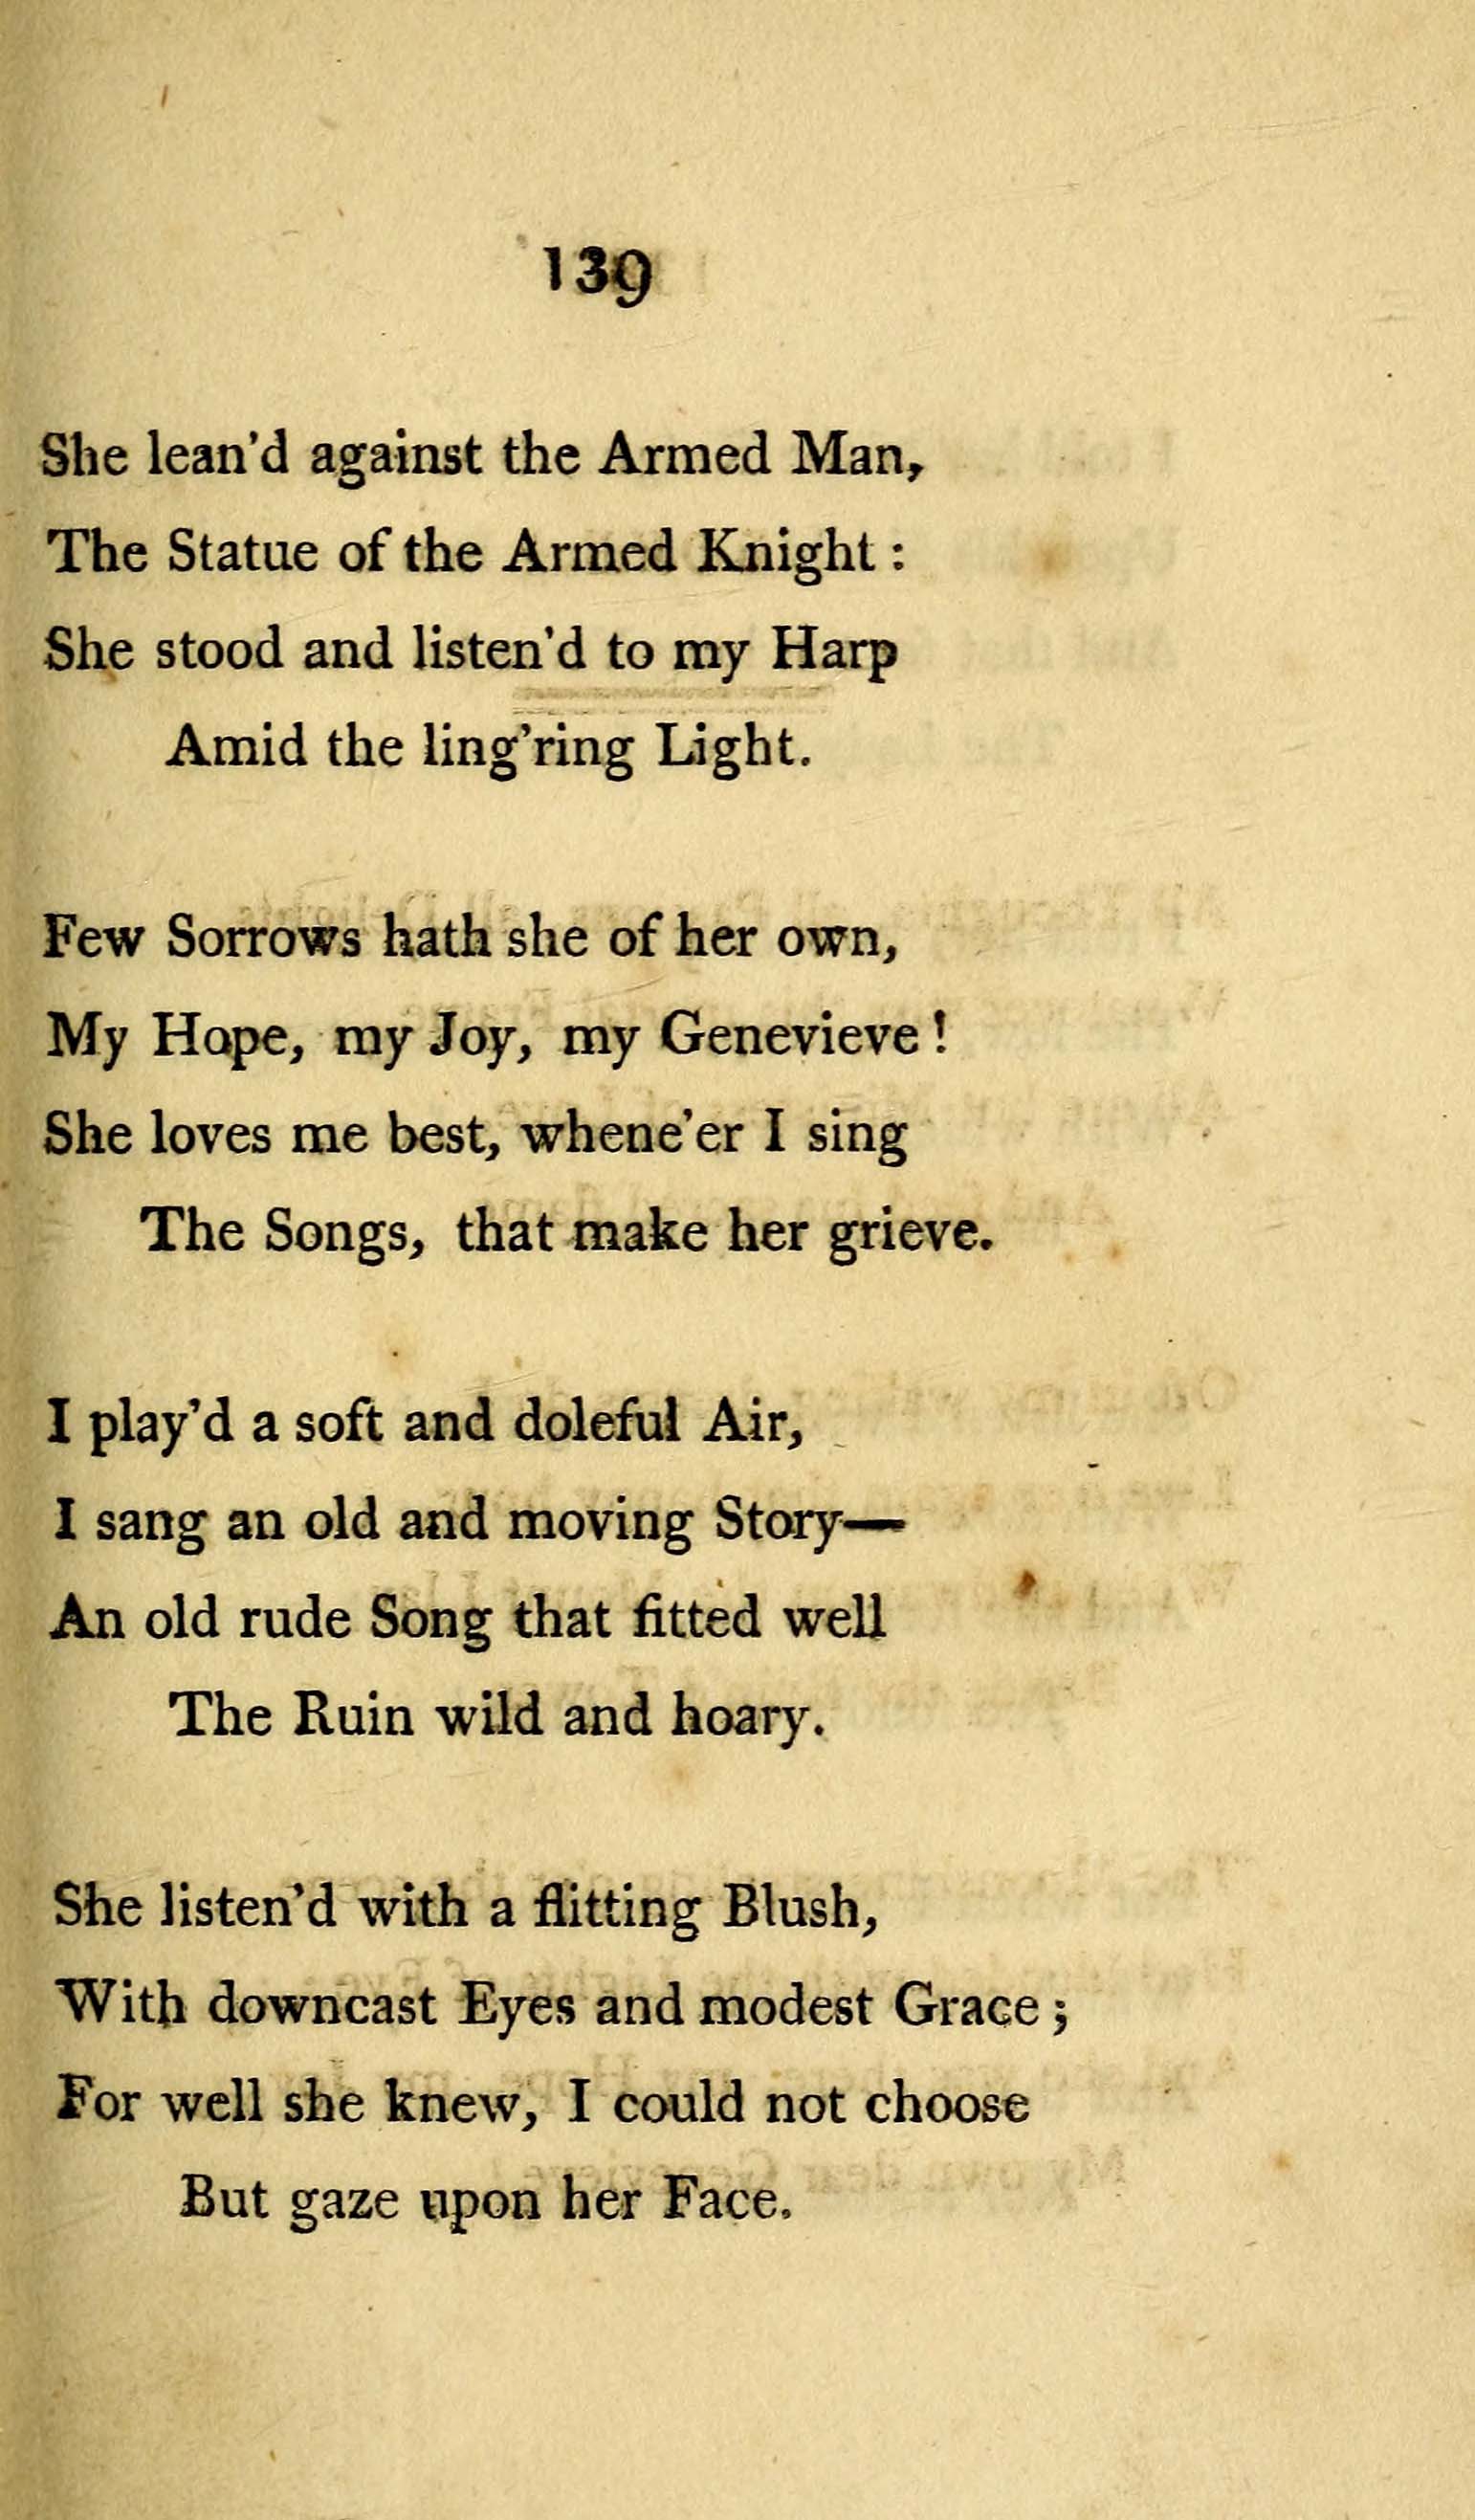 139
She lean'd against the Armed Man,
The Statue of the Armed Knight :
She stood and listen'd to my Harp
Amid the ling'ring Light.
Few Sorrows hath she of her own,
My Hope, my Joy, my Genevieve !
She loves me best, whene'er I sing
The Songs, that make her grieve.
I play'd a soft and doleful Air,
I sang an old and moving Story—
An old rude Song that fitted well
The Ruin wild and hoary.
She listen'd with a flitting Blush,
With downcast Eyes and modest Grace ;
For well she knew, I could not choose
But gaze upon her Face.